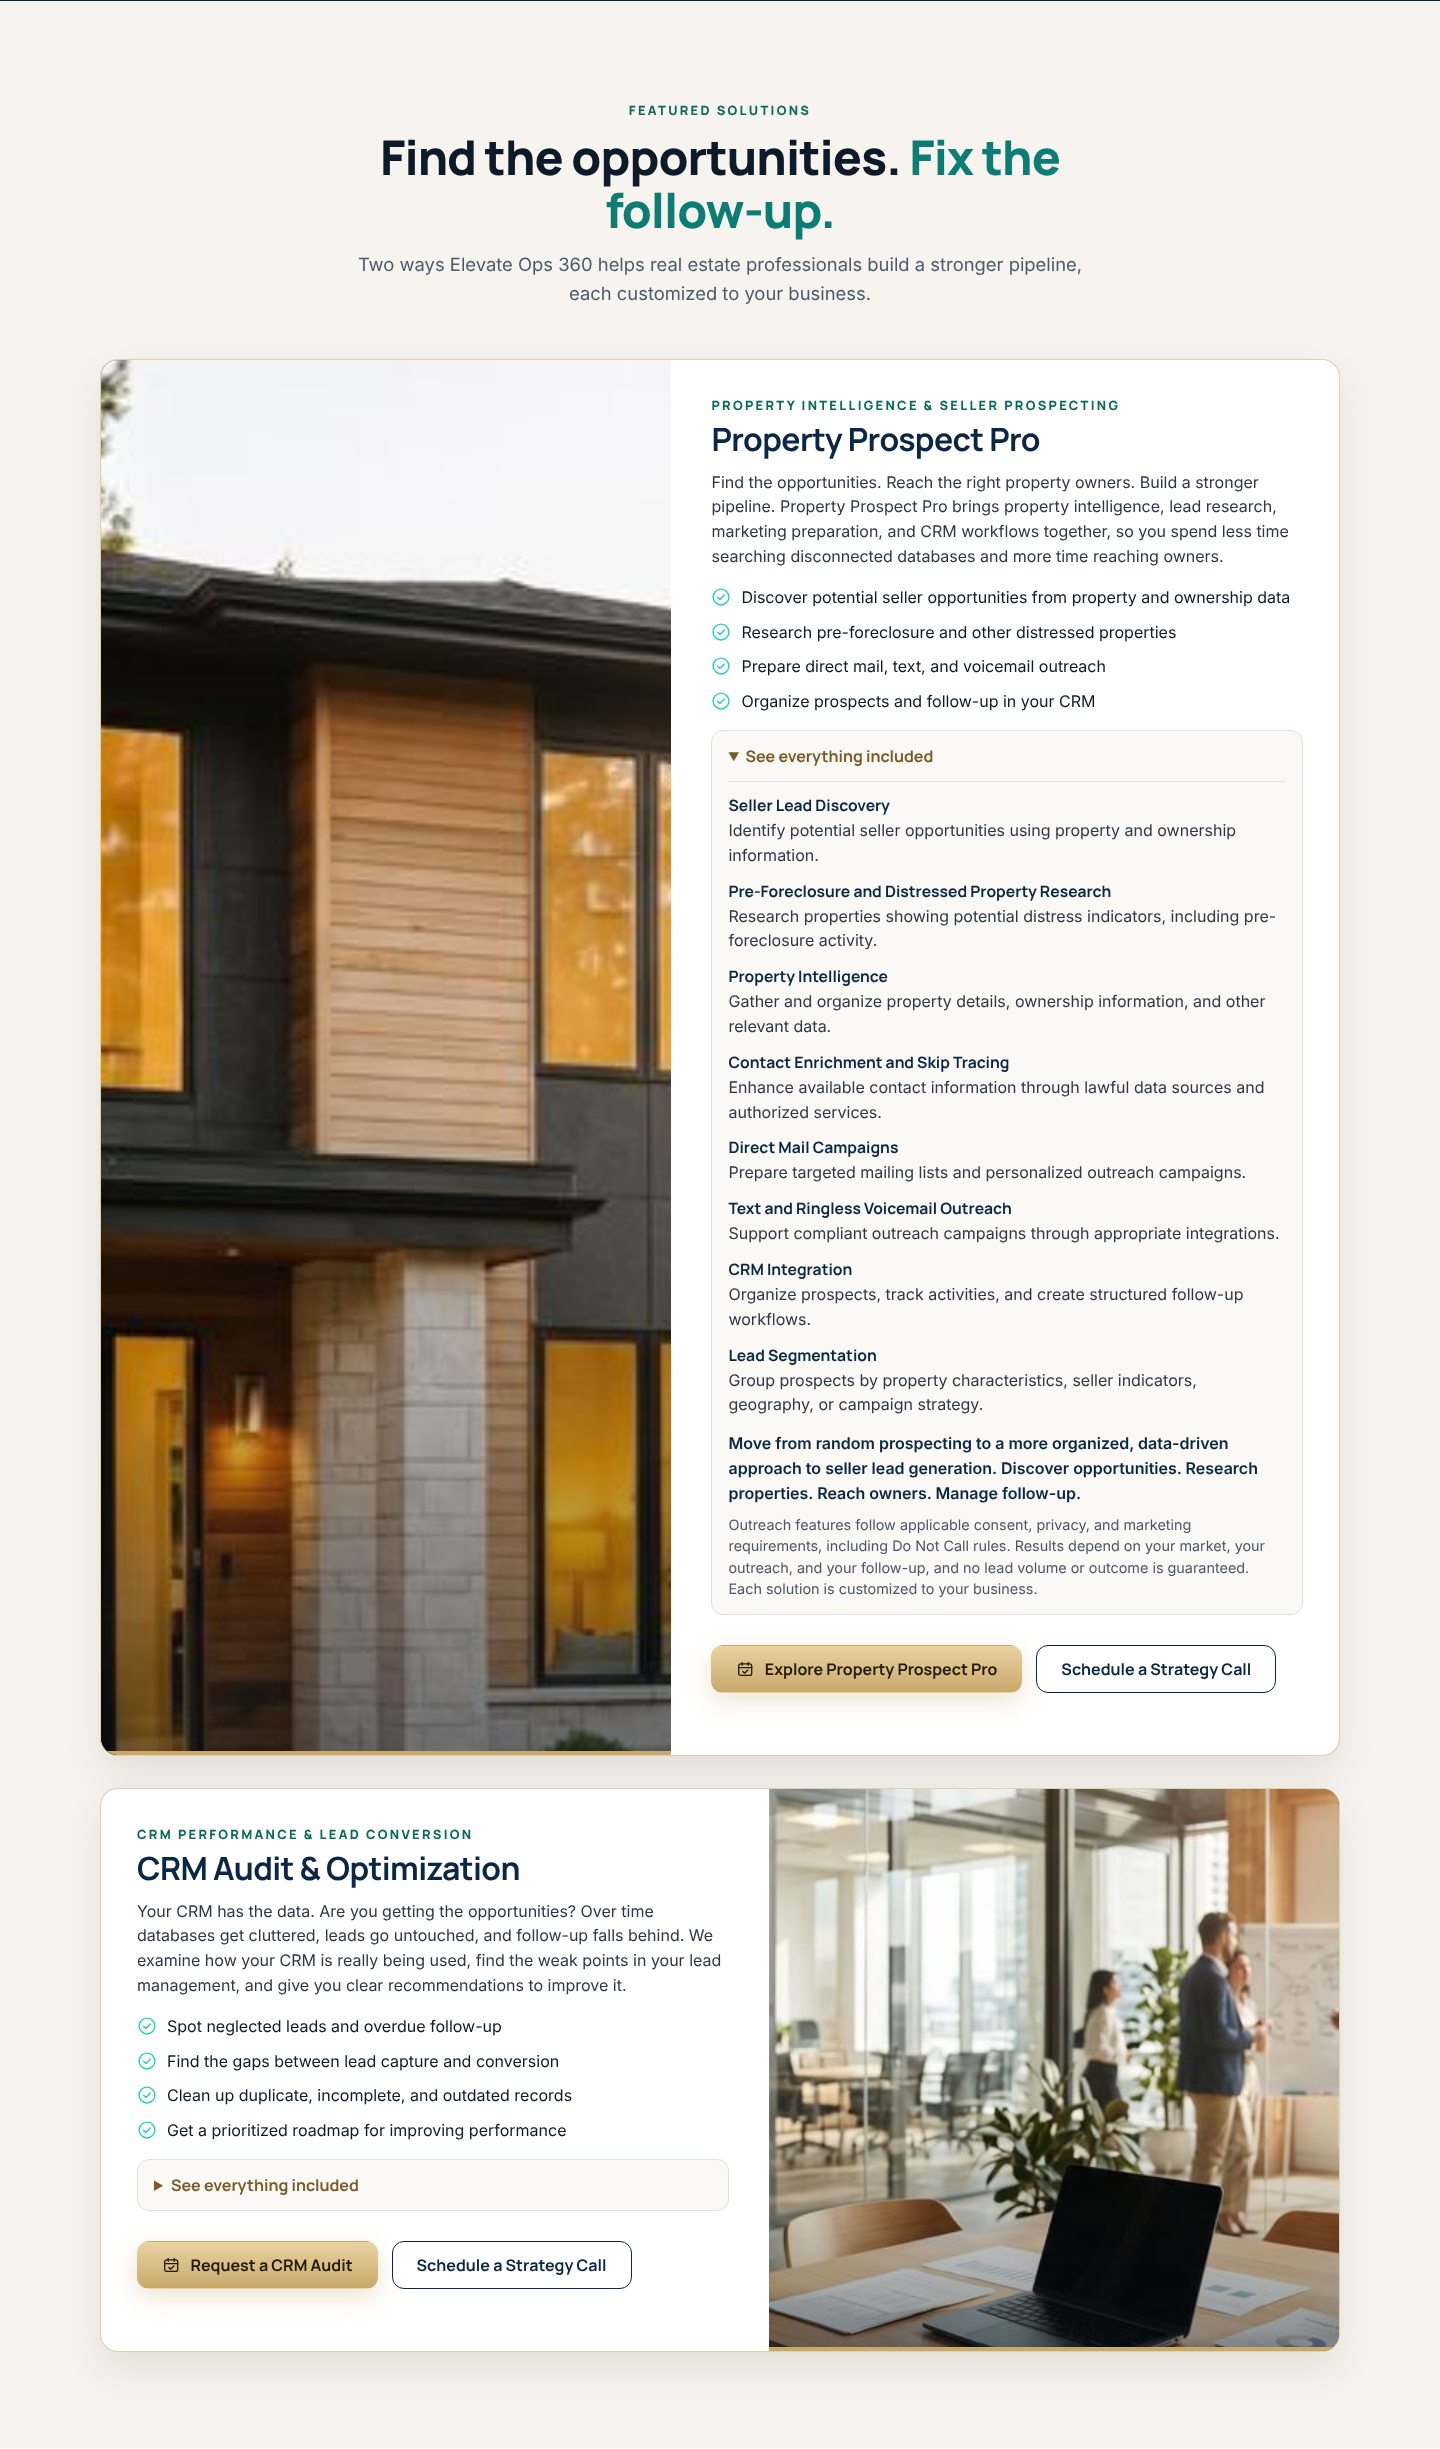 FEATURED SOLUTIONS
Find the opportunities. Fix the
follow-up.
Two ways Elevate Ops 360 helps real estate professionals build a stronger pipeline,
each customized to your business.
PROPERTY INTELLIGENCE & SELLER PROSPECTING
Property Prospect Pro
Find the opportunities. Reach the right property owners. Build a stronger
pipeline. Property Prospect Pro brings property intelligence, lead research,
marketing preparation, and CRM workflows together, so you spend less time
searching disconnected databases and more time reaching owners.
Discover potential seller opportunities from property and ownership data
Research pre-foreclosure and other distressed properties
Prepare direct mail, text, and voicemail outreach
Organize prospects and follow-up in your CRM
See everything included
Seller Lead Discovery
Identify potential seller opportunities using property and ownership
information.
Pre-Foreclosure and Distressed Property Research
Research properties showing potential distress indicators, including pre-
foreclosure activity.
Property Intelligence
Gather and organize property details, ownership information, and other
relevant data.
Contact Enrichment and Skip Tracing
Enhance available contact information through lawful data sources and
authorized services.
Direct Mail Campaigns
Prepare targeted mailing lists and personalized outreach campaigns.
Text and Ringless Voicemail Outreach
Support compliant outreach campaigns through appropriate integrations.
CRM Integration
Organize prospects, track activities, and create structured follow-up
workflows.
Lead Segmentation
Group prospects by property characteristics, seller indicators,
geography, or campaign strategy.
Move from random prospecting to a more organized, data-driven
approach to seller lead generation. Discover opportunities. Research
properties. Reach owners. Manage follow-up.
Outreach features follow applicable consent, privacy, and marketing
requirements, including Do Not Call rules. Results depend on your market, your
outreach, and your follow-up, and no lead volume or outcome is guaranteed.
Each solution is customized to your business.
Explore Property Prospect Pro
Schedule a Strategy Call
CRM PERFORMANCE & LEAD CONVERSION
CRM Audit & Optimization
Your CRM has the data. Are you getting the opportunities? Over time
databases get cluttered, leads go untouched, and follow-up falls behind. We
examine how your CRM is really being used, find the weak points in your lead
management, and give you clear recommendations to improve it.
Spot neglected leads and overdue follow-up
Find the gaps between lead capture and conversion
Clean up duplicate, incomplete, and outdated records
Get a prioritized roadmap for improving performance
See everything included
Request a CRM Audit
Schedule a Strategy Call